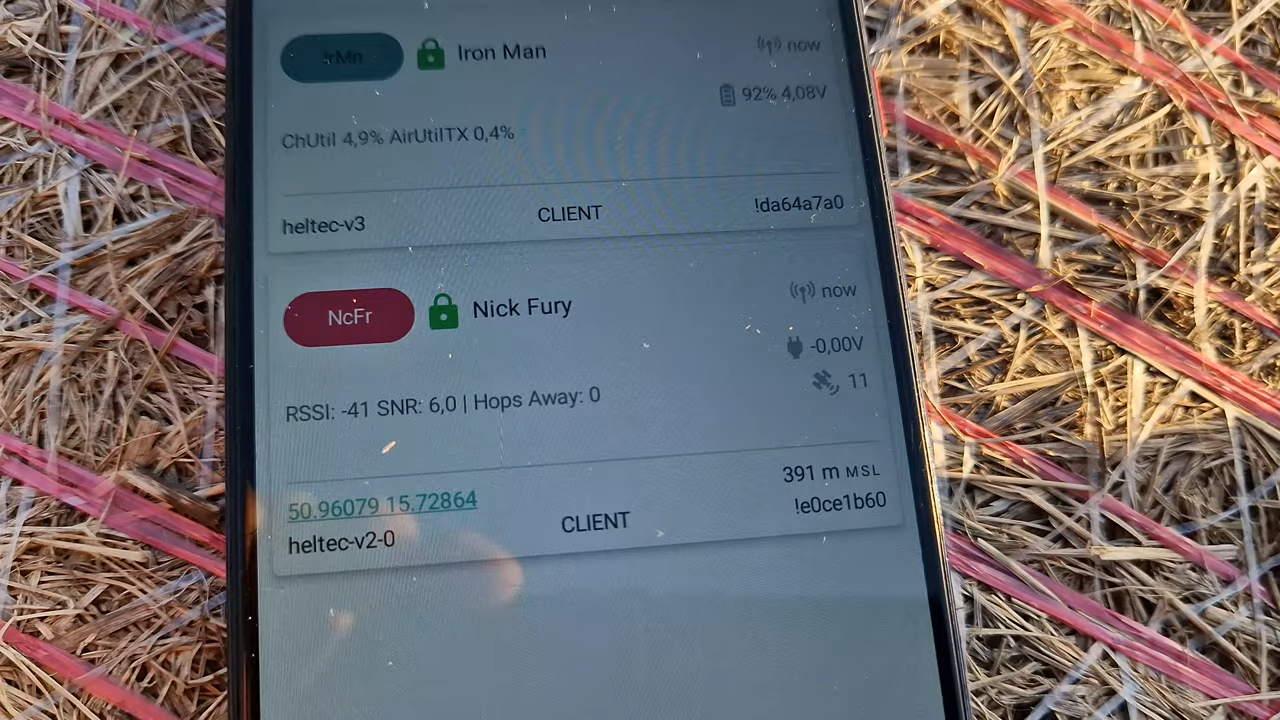 IrMn Iron Man now
92% 4,08V
ChUtil 4,9% AirUtilTX 0,4%
heltec-v3 CLIENT !da64a7a0
NcFr Nick Fury now
-0,00V
11
RSSI: -41 SNR: 6,0 | Hops Away: 0
391 m MSL
50.96079 15.72864
heltec-v2-0 CLIENT !e0ce1b60